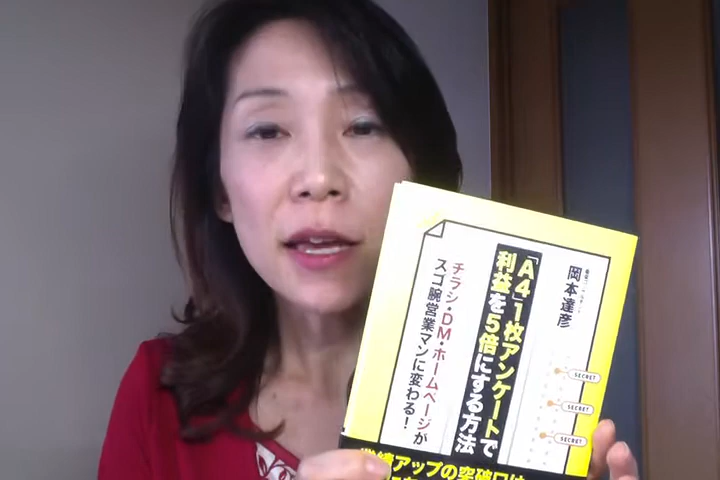 岡本達彦
「A4」1枚アンケートで
利益を5倍にする方法
チラシ・DM・ホームページが
スゴ腕営業マンに変わる!
SECRET
SECRET
SECRET
業績アップの突破口は